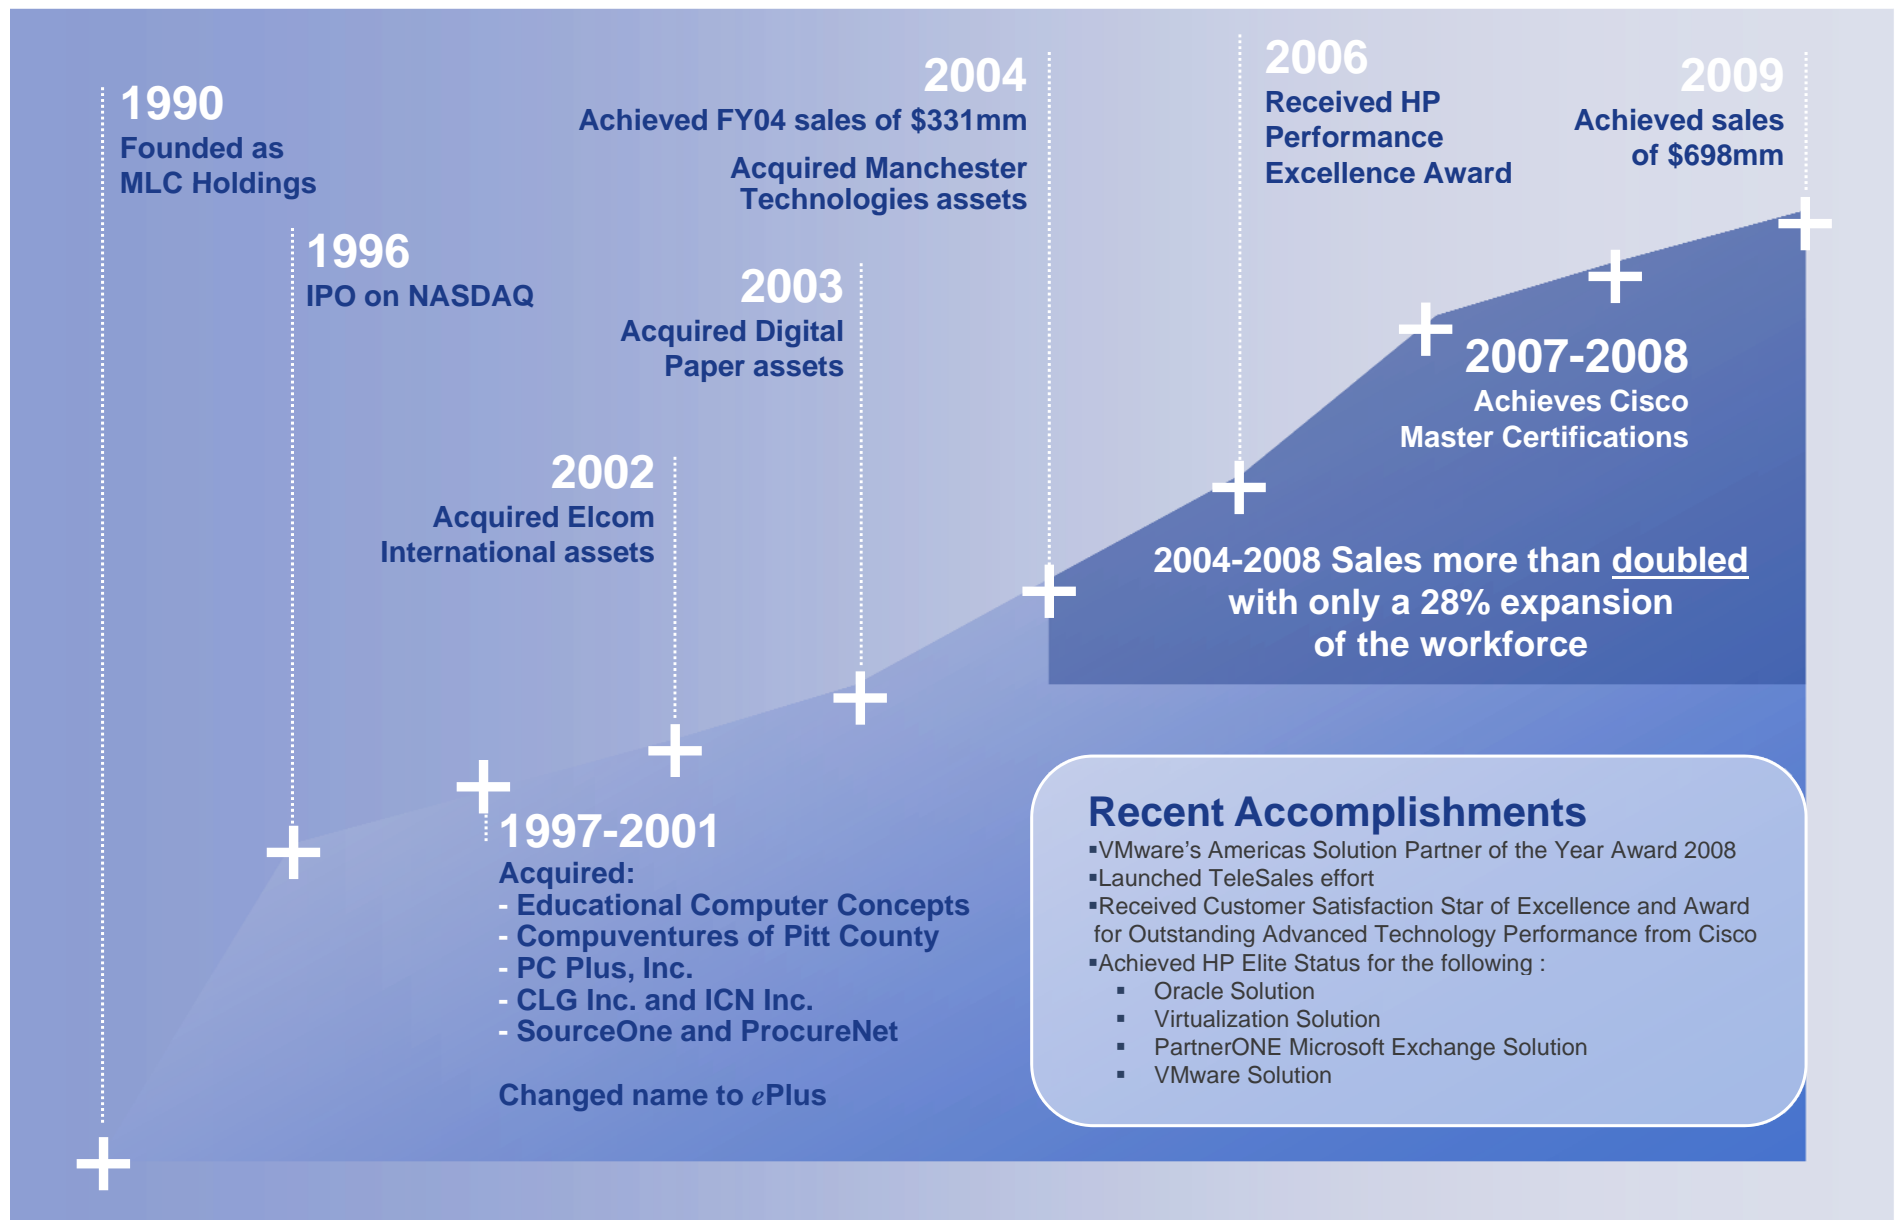 1990
Founded as
MLC Holdings
1996
IPO on NASDAQ
1997-2001
Acquired:
- Educational Computer Concepts
- Compuventures of Pitt County
- PC Plus, Inc.
- CLG Inc. and ICN Inc.
- SourceOne and ProcureNet
Changed name to ePlus
2002
Acquired Elcom
International assets
2003
Acquired Digital
Paper assets
2004
Achieved FY04 sales of $331mm
Acquired Manchester
Technologies assets
2006
Received HP
Performance
Excellence Award
2007-2008
Achieves Cisco
Master Certifications
2009
Achieved sales
of $698mm
2004-2008 Sales more than doubled
with only a 28% expansion
of the workforce
Recent Accomplishments
▪VMware's Americas Solution Partner of the Year Award 2008
▪Launched TeleSales effort
▪Received Customer Satisfaction Star of Excellence and Award
for Outstanding Advanced Technology Performance from Cisco
▪Achieved HP Elite Status for the following :
▪ Oracle Solution
▪ Virtualization Solution
▪ PartnerONE Microsoft Exchange Solution
▪ VMware Solution